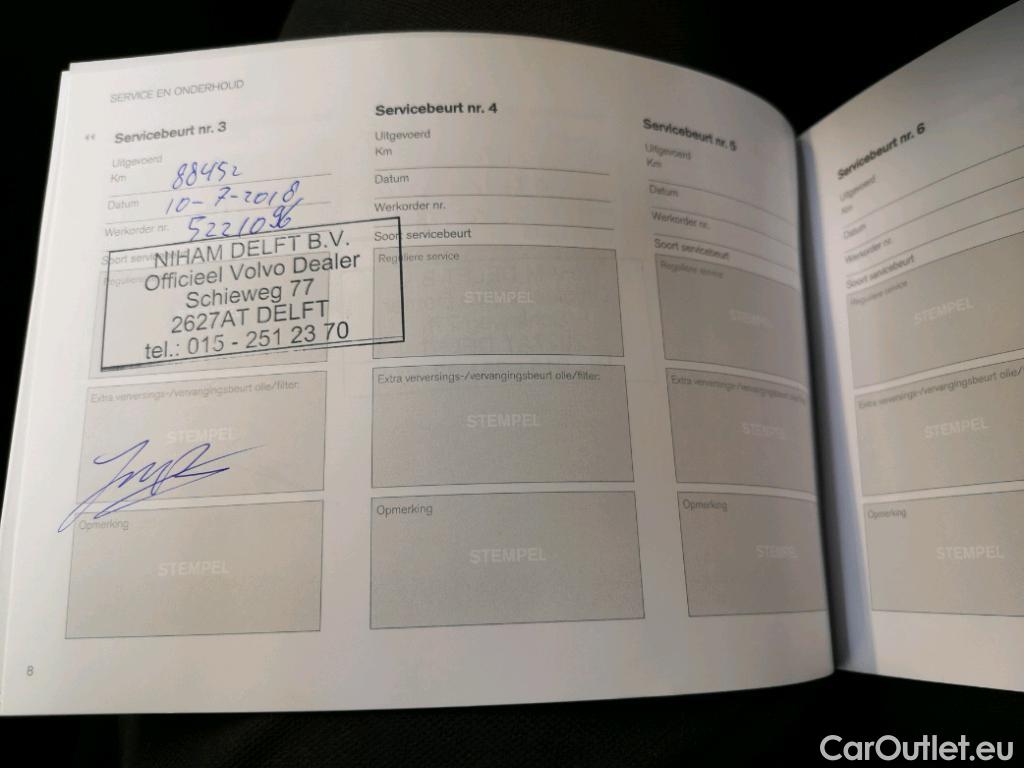 SERVICE EN ONDERHOUD
Servicebeurt nr. 3
Uitgevoerd
Km 88452
Datum 10-7-2018
Werkorder nr. 5221096
Soort servicebeurt
Reguliere service
NIHAM DELFT B.V.
Officieel Volvo Dealer
Schieweg 77
2627AT DELFT
tel.: 015 - 251 23 70
Extra verversings-/vervangingsbeurt olie/filter:
STEMPEL
Opmerking
STEMPEL
8
Servicebeurt nr. 4
Uitgevoerd
Km
Datum
Werkorder nr.
Soort servicebeurt
Reguliere service
STEMPEL
Extra verversings-/vervangingsbeurt olie/filter:
STEMPEL
Opmerking
STEMPEL
Servicebeurt nr. 5
Uitgevoerd
Km
Datum
Werkorder nr.
Soort servicebeurt
Reguliere service
STEMPEL
Extra verversings-/vervangingsbeurt olie/
STEMPEL
Opmerking
STEMPEL
Servicebeurt nr. 6
Uitgevoerd
Km
Datum
Werkorder nr.
Soort servicebeurt
Reguliere service
STEMPEL
Extra verversings-/vervangingsbeurt olie/
STEMPEL
Opmerking
STEMPEL
CarOutlet.eu